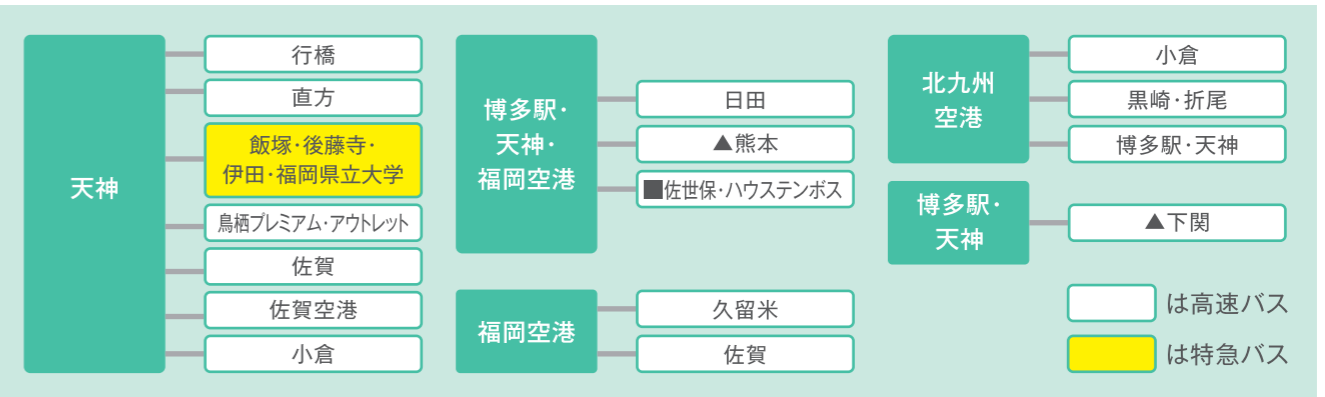 天神
行橋
直方
飯塚・後藤寺・
伊田・福岡県立大学
鳥栖プレミアム・アウトレット
佐賀
佐賀空港
小倉
博多駅・
天神・
福岡空港
日田
▲熊本
■佐世保・ハウステンボス
福岡空港
久留米
佐賀
北九州
空港
小倉
黒崎・折尾
博多駅・天神
博多駅・
天神
▲下関
は高速バス
は特急バス